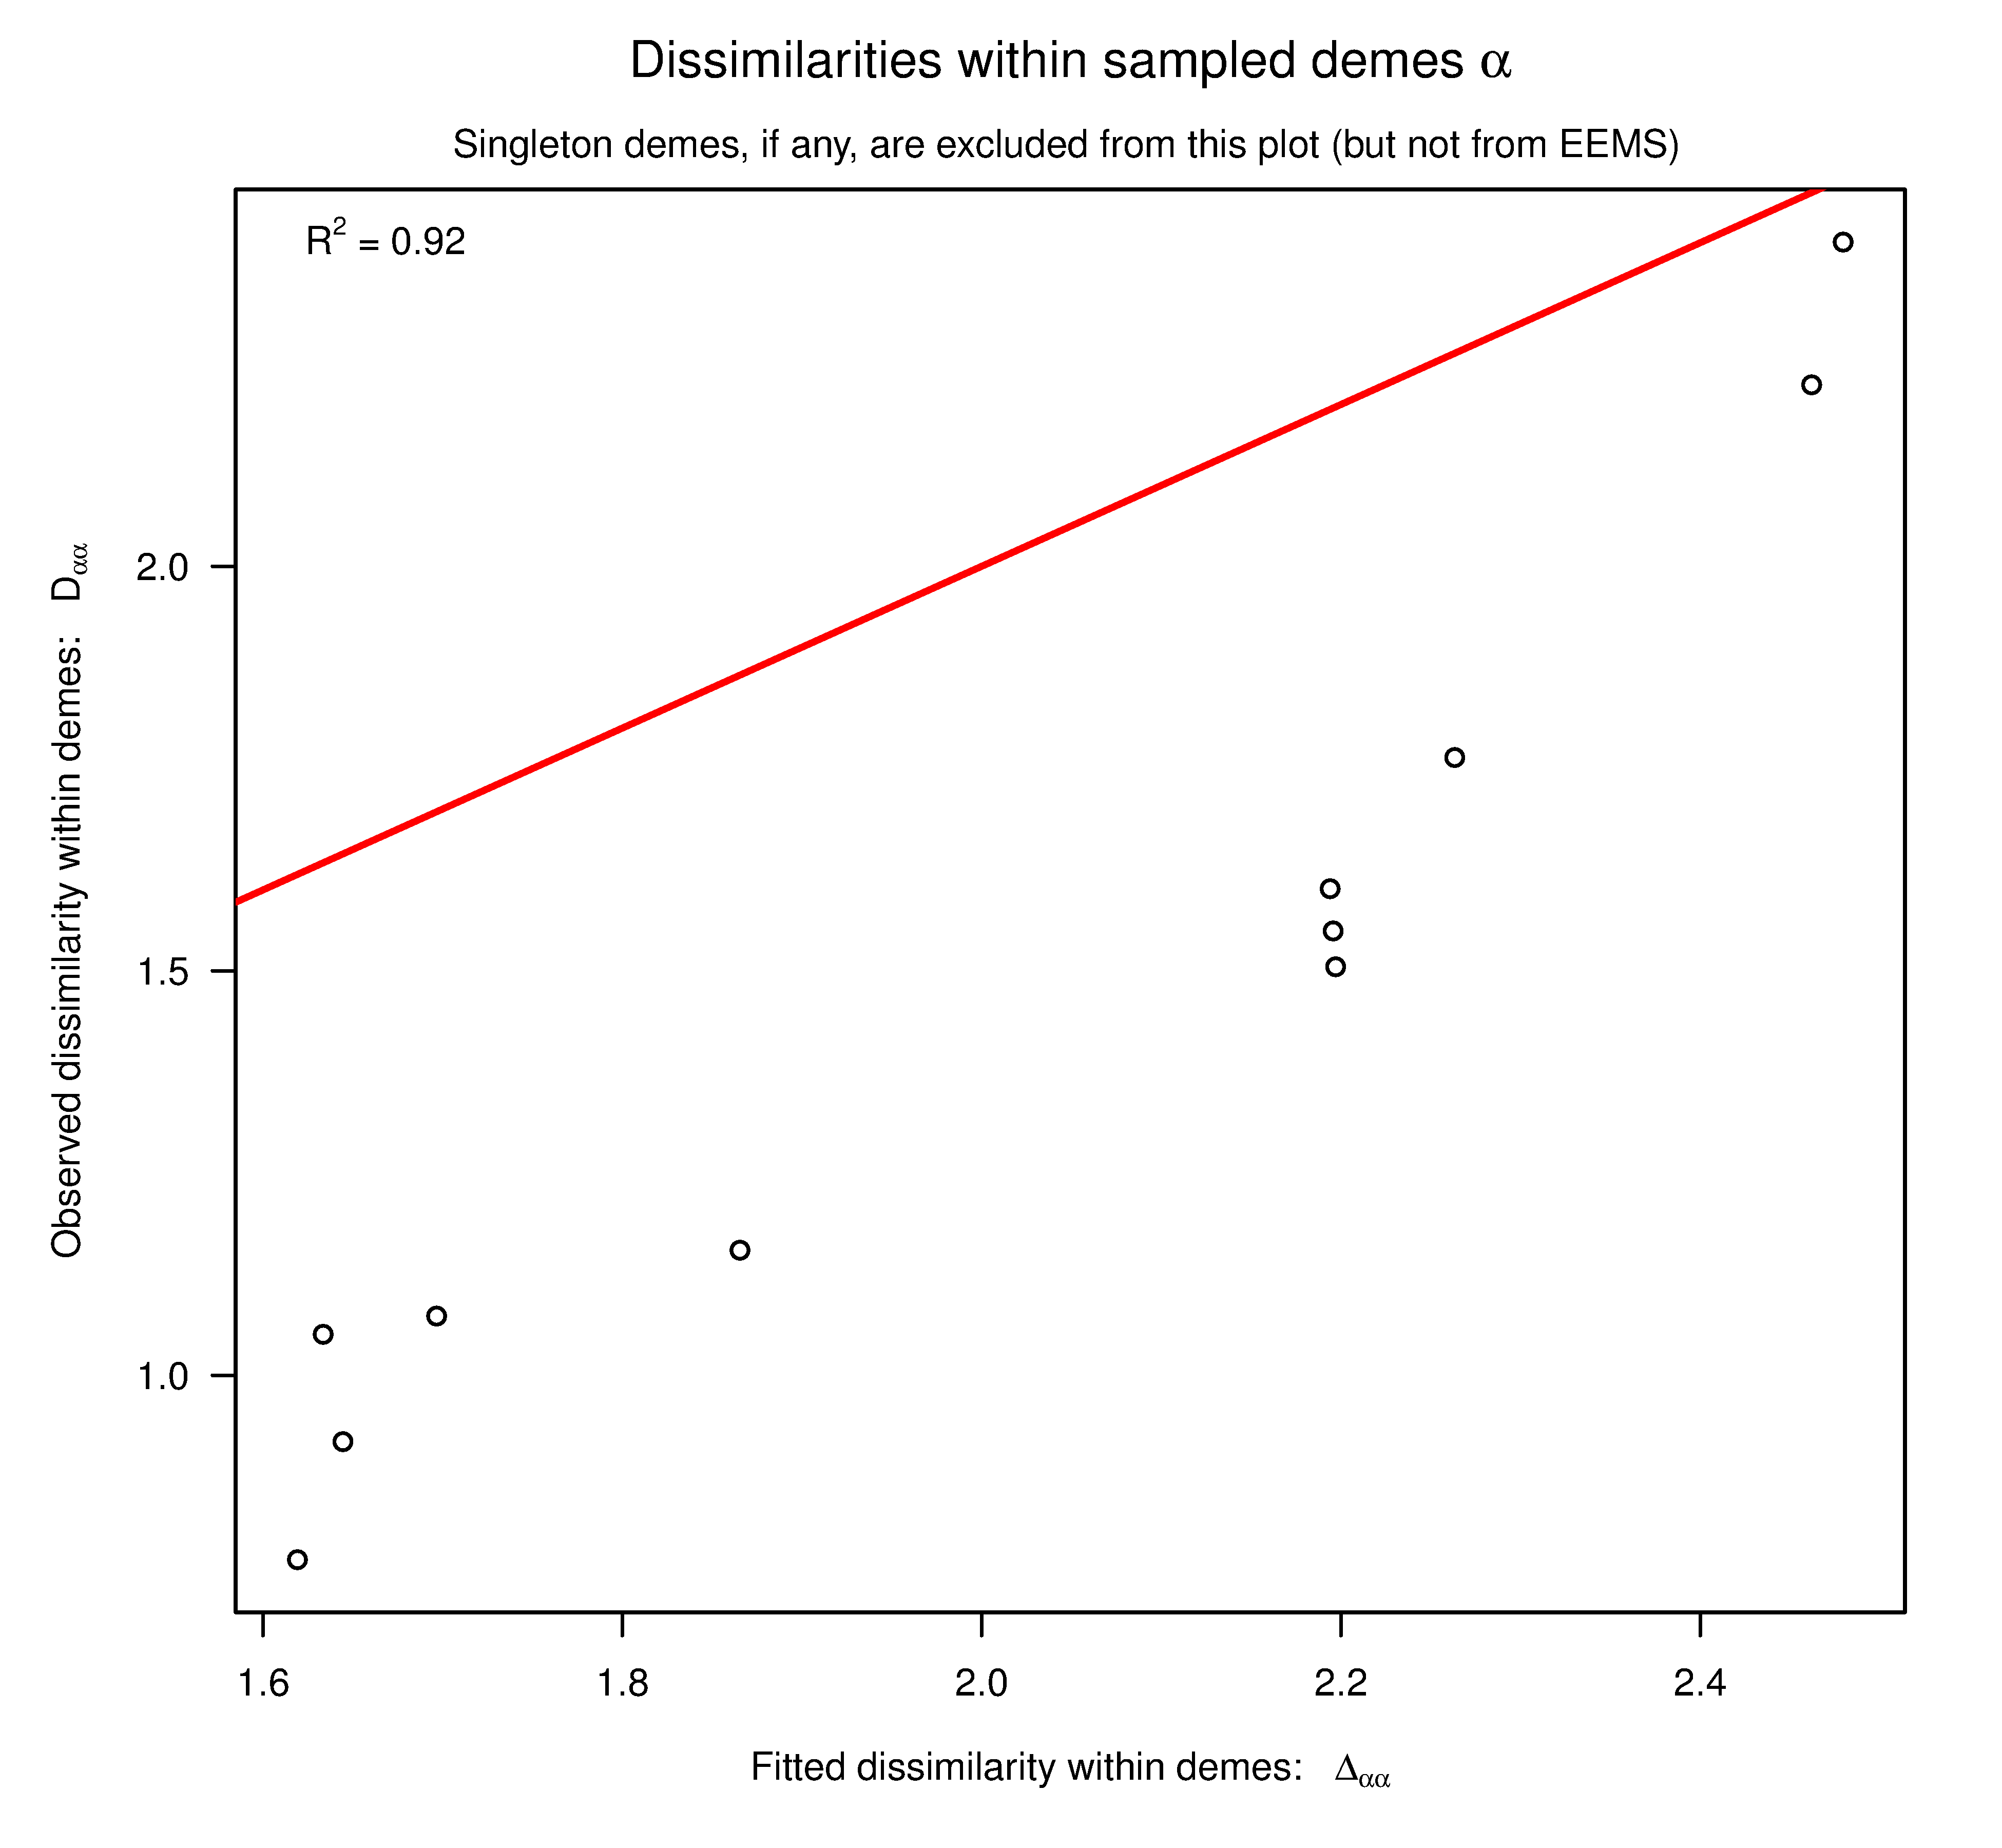 Dissimilarities within sampled demes α
Singleton demes, if any, are excluded from this plot (but not from EEMS)
R² = 0.92
Observed dissimilarity within demes: Dαα
2.0
1.5
1.0
1.6 1.8 2.0 2.2 2.4
Fitted dissimilarity within demes: Δαα